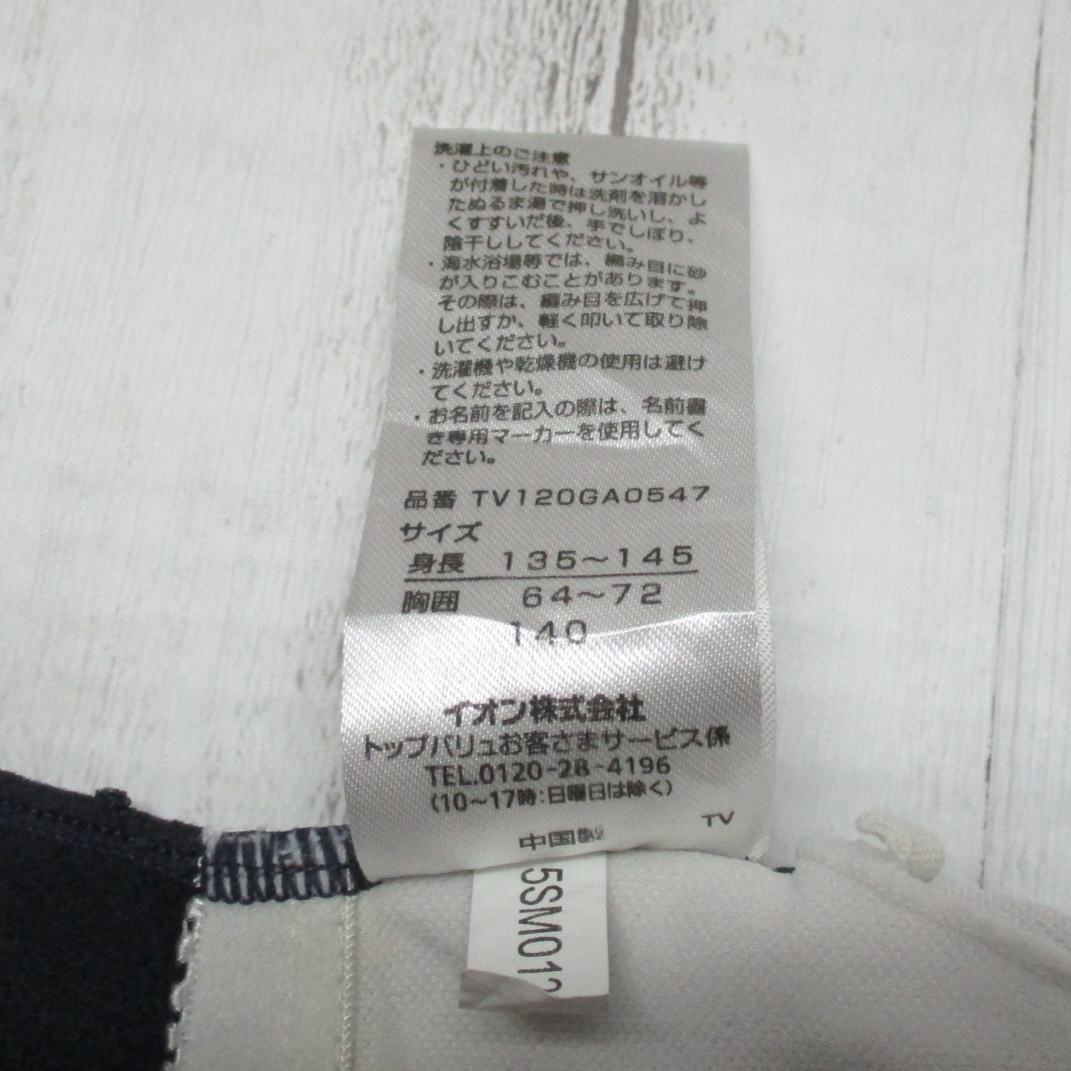 洗濯上のご注意
・ひどい汚れや、サンオイル等
が付着した時は洗剤を溶かし
たぬるま湯で押し洗いし、よ
くすすいだ後、手でしぼり、
陰干ししてください。
・海水浴場等では、編み目に砂
が入りこむことがあります。
その際は、編み目を広げて押
し出すか、軽く叩いて取り除
いてください。
・洗濯機や乾燥機の使用は避け
てください。
・お名前を記入の際は、名前書
き専用マーカーを使用してく
ださい。
品番 TV120GA0547
サイズ
身長 135～145
胸囲 64～72
140
イオン株式会社
トップバリュお客さまサービス係
TEL.0120-28-4196
(10～17時:日曜日は除く)
TV
中国製
5SM012